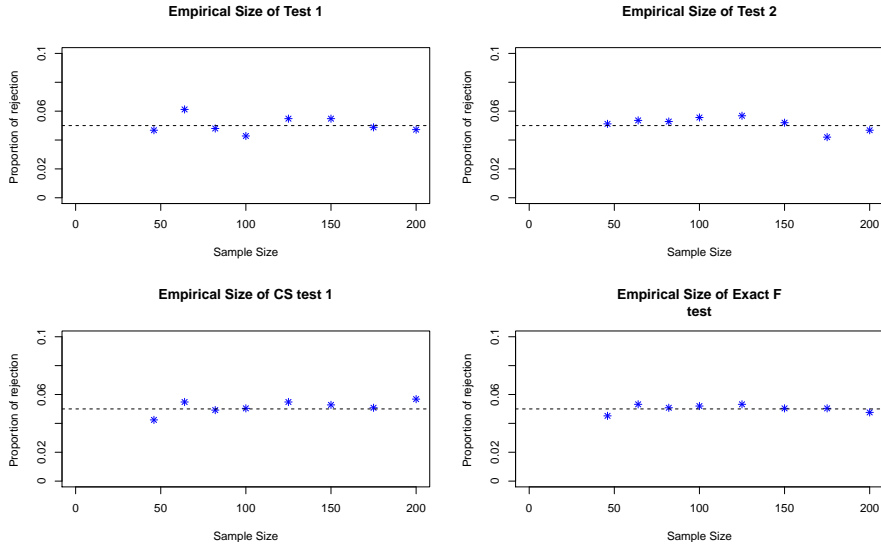 Empirical Size of Test 1
Proportion of rejection
0 0.02 0.06 0.1
0 50 100 150 200
Sample Size
Empirical Size of Test 2
Proportion of rejection
0 0.02 0.06 0.1
0 50 100 150 200
Sample Size
Empirical Size of CS test 1
Proportion of rejection
0 0.02 0.06 0.1
0 50 100 150 200
Sample Size
Empirical Size of Exact F
test
Proportion of rejection
0 0.02 0.06 0.1
0 50 100 150 200
Sample Size